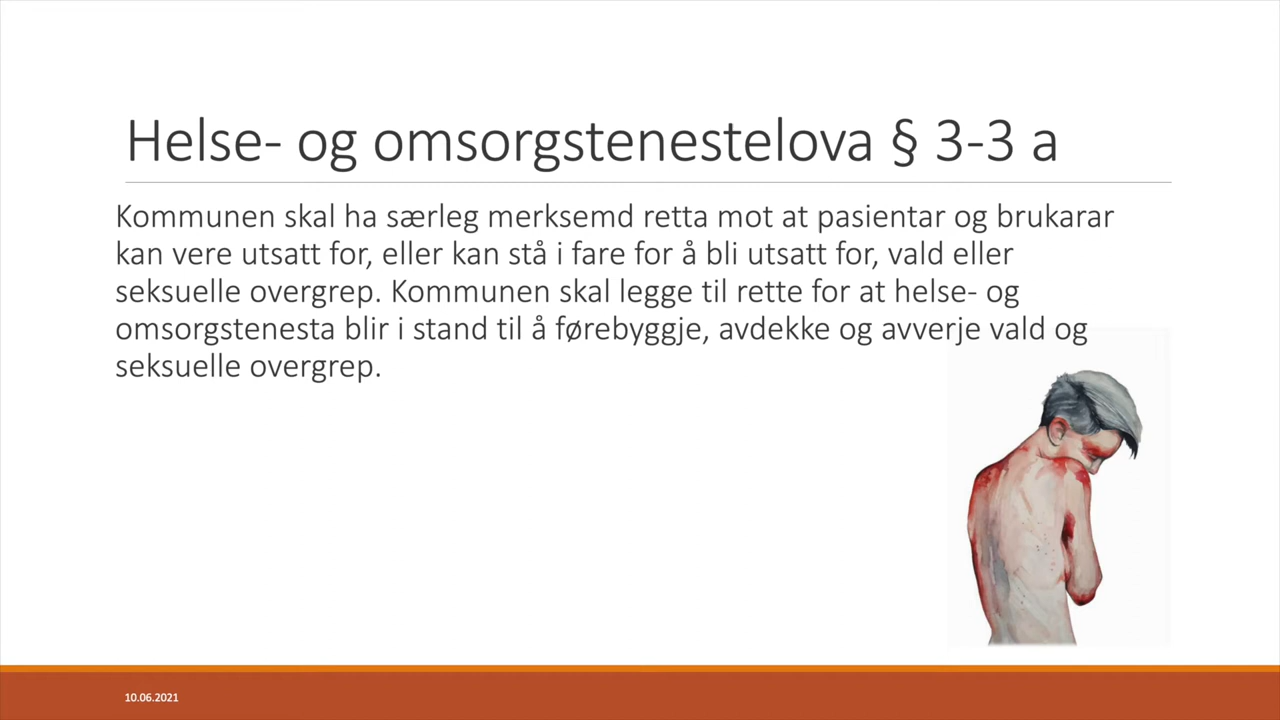 Helse- og omsorgstenestelova § 3-3 a
Kommunen skal ha særleg merksemd retta mot at pasientar og brukarar
kan vere utsatt for, eller kan stå i fare for å bli utsatt for, vald eller
seksuelle overgrep. Kommunen skal legge til rette for at helse- og
omsorgstenesta blir i stand til å førebyggje, avdekke og avverje vald og
seksuelle overgrep.
10.06.2021